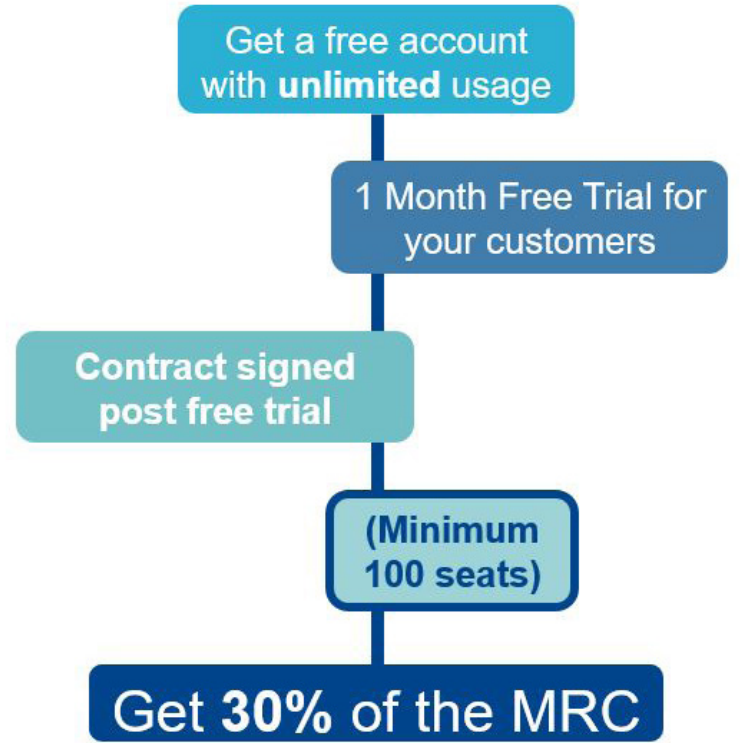 Get a free account
with unlimited usage
1 Month Free Trial for
your customers
Contract signed
post free trial
(Minimum
100 seats)
Get 30% of the MRC